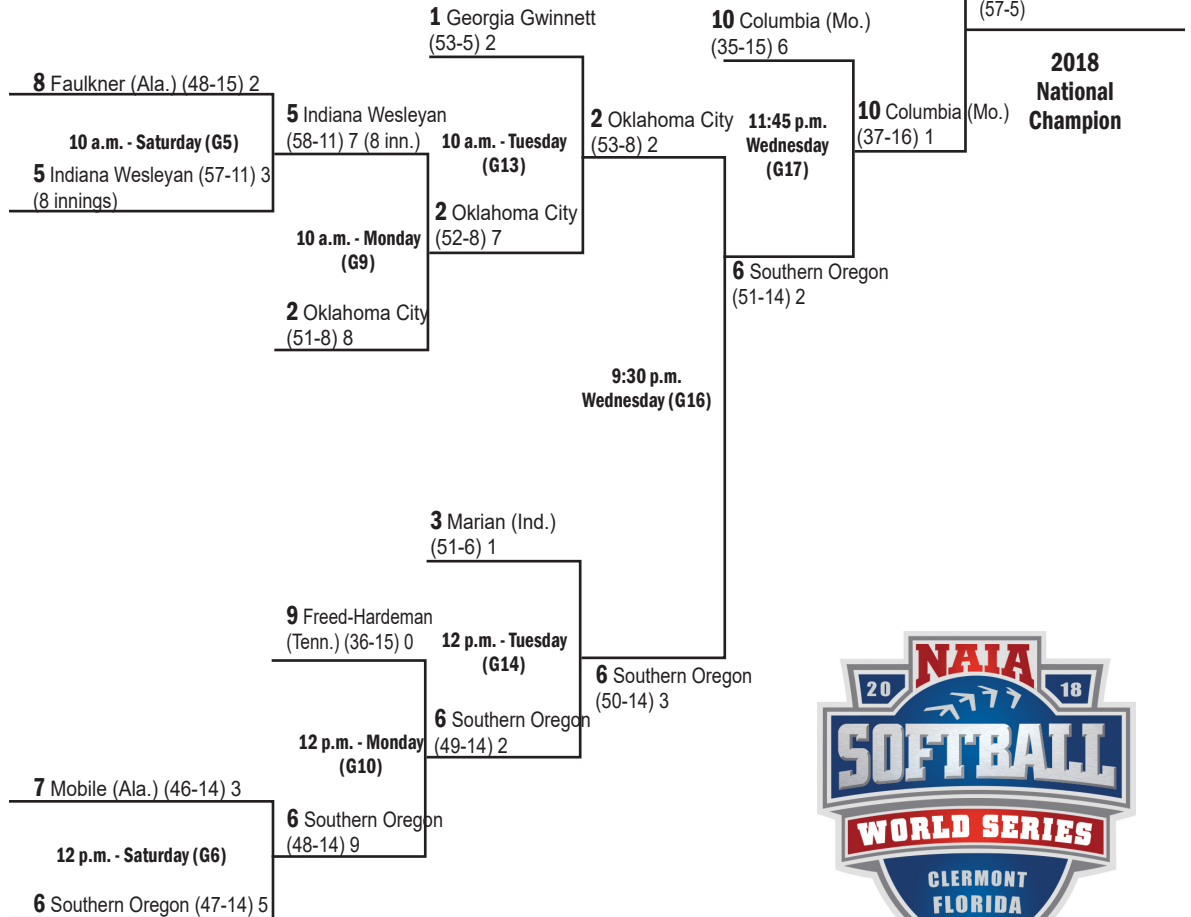 (57-5)
2018
National
Champion
1 Georgia Gwinnett
(53-5) 2
10 Columbia (Mo.)
(35-15) 6
8 Faulkner (Ala.) (48-15) 2
10 a.m. - Saturday (G5)
5 Indiana Wesleyan (57-11) 3
(8 innings)
5 Indiana Wesleyan
(58-11) 7 (8 inn.)
10 a.m. - Monday
(G9)
2 Oklahoma City
(51-8) 8
10 a.m. - Tuesday
(G13)
2 Oklahoma City
(52-8) 7
2 Oklahoma City
(53-8) 2
11:45 p.m.
Wednesday
(G17)
10 Columbia (Mo.)
(37-16) 1
6 Southern Oregon
(51-14) 2
9:30 p.m.
Wednesday (G16)
3 Marian (Ind.)
(51-6) 1
9 Freed-Hardeman
(Tenn.) (36-15) 0
12 p.m. - Tuesday
(G14)
6 Southern Oregon
(50-14) 3
6 Southern Oregon
(49-14) 2
12 p.m. - Monday
(G10)
7 Mobile (Ala.) (46-14) 3
6 Southern Oregon
(48-14) 9
12 p.m. - Saturday (G6)
6 Southern Oregon (47-14) 5
NAIA
20 18
SOFTBALL
WORLD SERIES
CLERMONT
FLORIDA